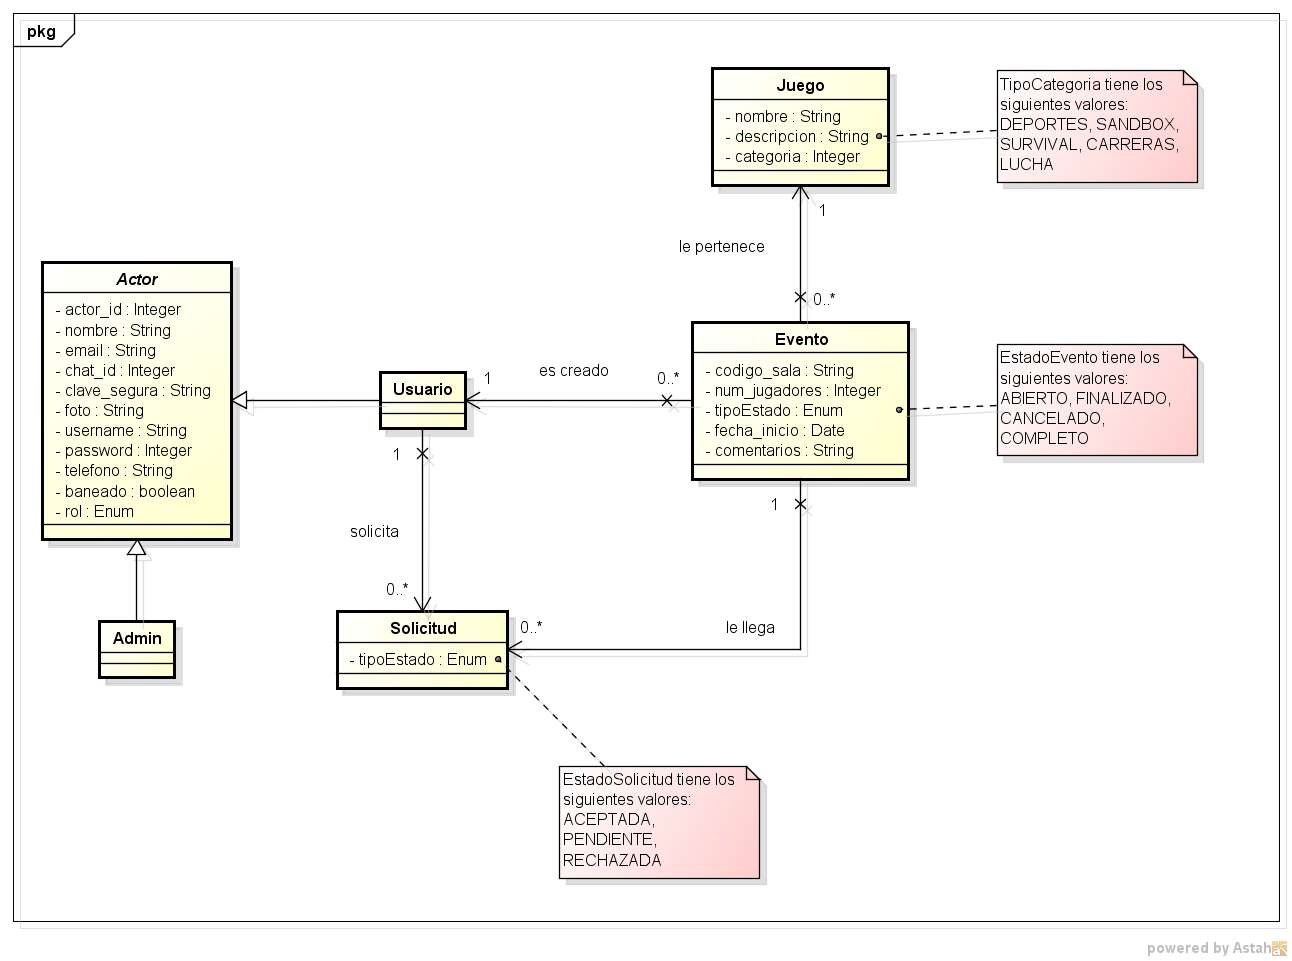 pkg
Juego
- nombre : String
- descripcion : String
- categoria : Integer
TipoCategoria tiene los
siguientes valores:
DEPORTES, SANDBOX,
SURVIVAL, CARRERAS,
LUCHA
1
le pertenece
0..*
Actor
- actor_id : Integer
- nombre : String
- email : String
- chat_id : Integer
- clave_segura : String
- foto : String
- username : String
- password : Integer
- telefono : String
- baneado : boolean
- rol : Enum
Usuario
1
es creado
0..*
Evento
- codigo_sala : String
- num_jugadores : Integer
- tipoEstado : Enum
- fecha_inicio : Date
- comentarios : String
EstadoEvento tiene los
siguientes valores:
ABIERTO, FINALIZADO,
CANCELADO,
COMPLETO
1
solicita
0..*
1
le llega
0..*
Admin
Solicitud
- tipoEstado : Enum
EstadoSolicitud tiene los
siguientes valores:
ACEPTADA,
PENDIENTE,
RECHAZADA
powered by Astah